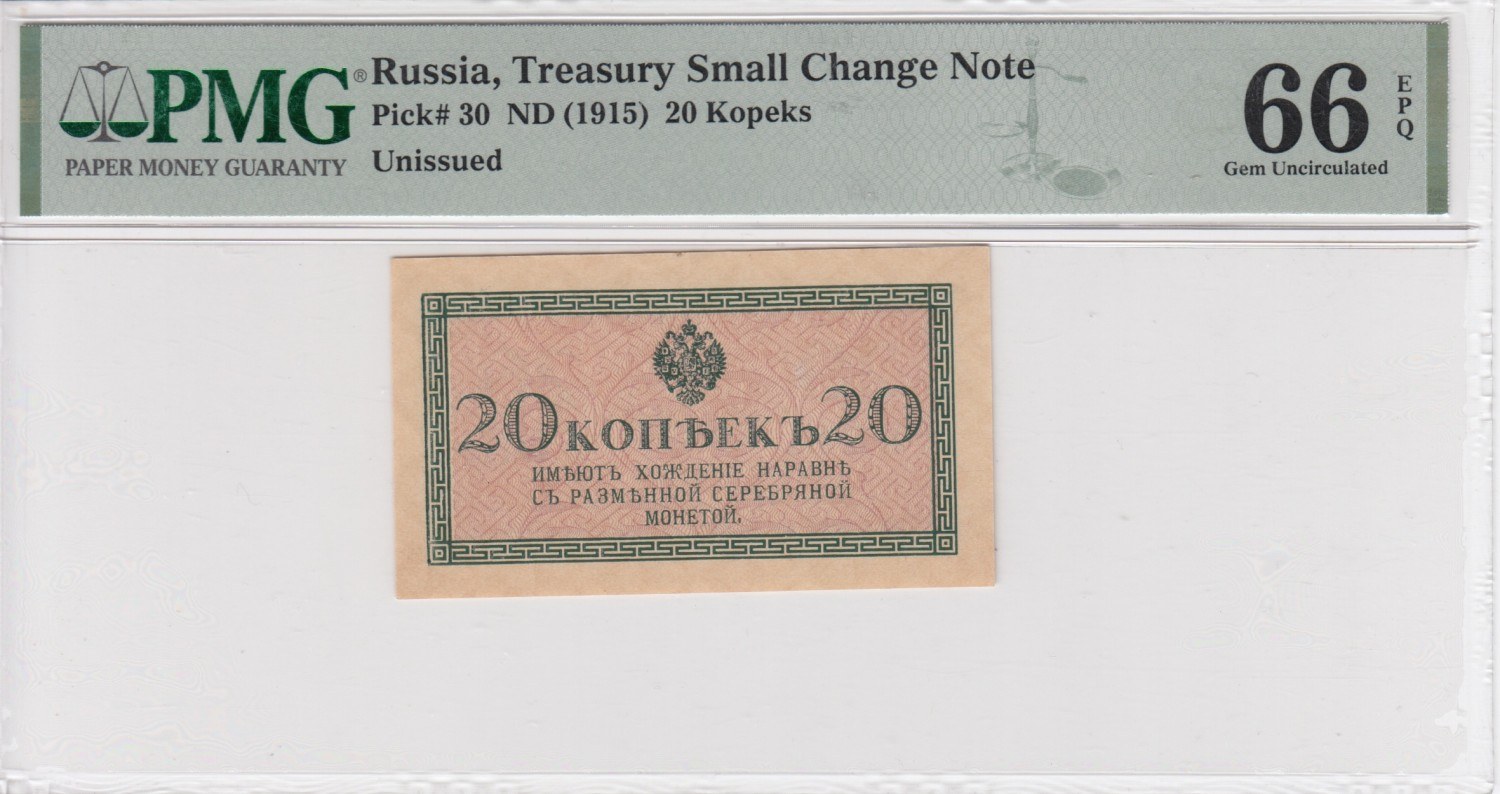 PMG®
PAPER MONEY GUARANTY
Russia, Treasury Small Change Note
Pick# 30 ND (1915) 20 Kopeks
Unissued
66 EPQ
Gem Uncirculated
20 КОПѢЕКЪ 20
ИМѢЮТЪ ХОЖДЕНІЕ НАРАВНѢ
СЪ РАЗМѢННОЙ СЕРЕБРЯНОЙ
МОНЕТОЙ.